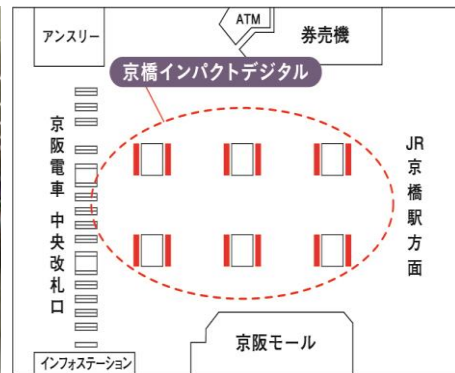 アンスリー
ATM
券売機
京橋インパクトデジタル
京阪電車 中央改札口
JR京橋駅方面
京阪モール
インフォステーション